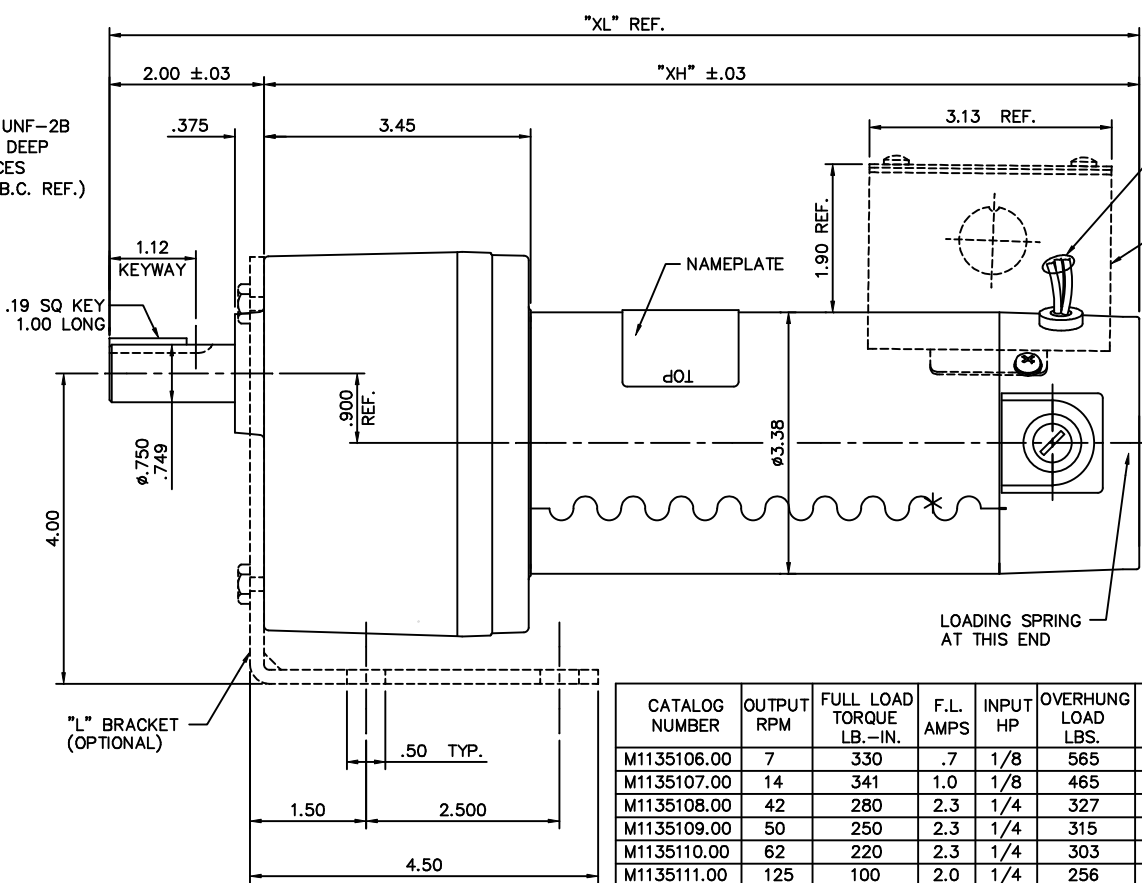 "XL" REF.
2.00 ±.03
"XH" ±.03
UNF-2B
DEEP
CES
B.C. REF.)
.375
3.45
3.13 REF.
1.90 REF.
1.12
KEYWAY
NAMEPLATE
.19 SQ KEY
1.00 LONG
TOP
.900
REF.
ø3.38
ø.750
.749
4.00
LOADING SPRING
AT THIS END
"L" BRACKET
(OPTIONAL)
.50 TYP.
1.50
2.500
4.50
CATALOG NUMBER OUTPUT RPM FULL LOAD TORQUE LB.-IN. F.L. AMPS INPUT HP OVERHUNG LOAD LBS.
M1135106.00 7 330 .7 1/8 565
M1135107.00 14 341 1.0 1/8 465
M1135108.00 42 280 2.3 1/4 327
M1135109.00 50 250 2.3 1/4 315
M1135110.00 62 220 2.3 1/4 303
M1135111.00 125 100 2.0 1/4 256